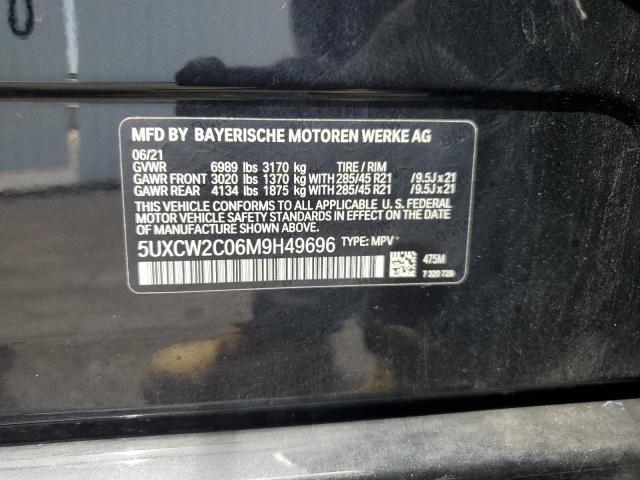 MFD BY BAYERISCHE MOTOREN WERKE AG
06/21
GVWR 6989 lbs 3170 kg TIRE / RIM
GAWR FRONT 3020 lbs 1370 kg WITH 285/45 R21 /9.5J x 21
GAWR REAR 4134 lbs 1875 kg WITH 285/45 R21 /9.5J x 21
THIS VEHICLE CONFORMS TO ALL APPLICABLE U. S. FEDERAL
MOTOR VEHICLE SAFETY STANDARDS IN EFFECT ON THE DATE OF
MANUFACTURE SHOWN ABOVE.
5UXCW2C06M9H49696 TYPE: MPV
475M
7 320 729